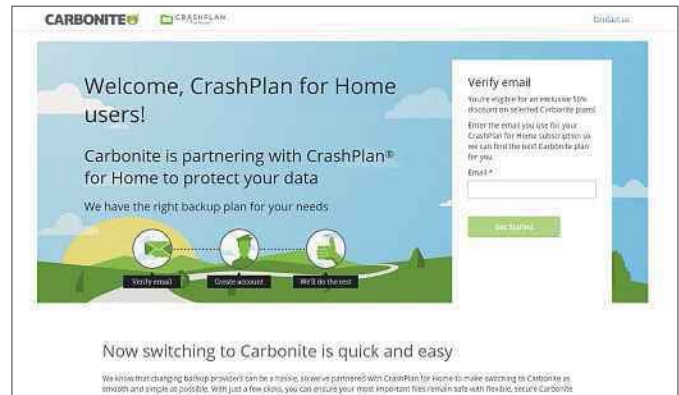 CARBONITE
CRASHPLAN
Contact us
Welcome, CrashPlan for Home
users!
Carbonite is partnering with CrashPlan®
for Home to protect your data
We have the right backup plan for your needs
Verify email
Create account
We'll do the rest
Verify email
You're eligible for an exclusive 50%
discount on selected Carbonite plans!
Enter the email you use for your
CrashPlan for Home subscription so
we can find the best Carbonite plan
for you.
Email *
Get Started
Now switching to Carbonite is quick and easy
We know that changing backup providers can be a hassle, so we've partnered with CrashPlan for Home to make switching to Carbonite as
smooth and simple as possible. With just a few clicks, you can ensure your most important files remain safe with flexible, secure Carbonite